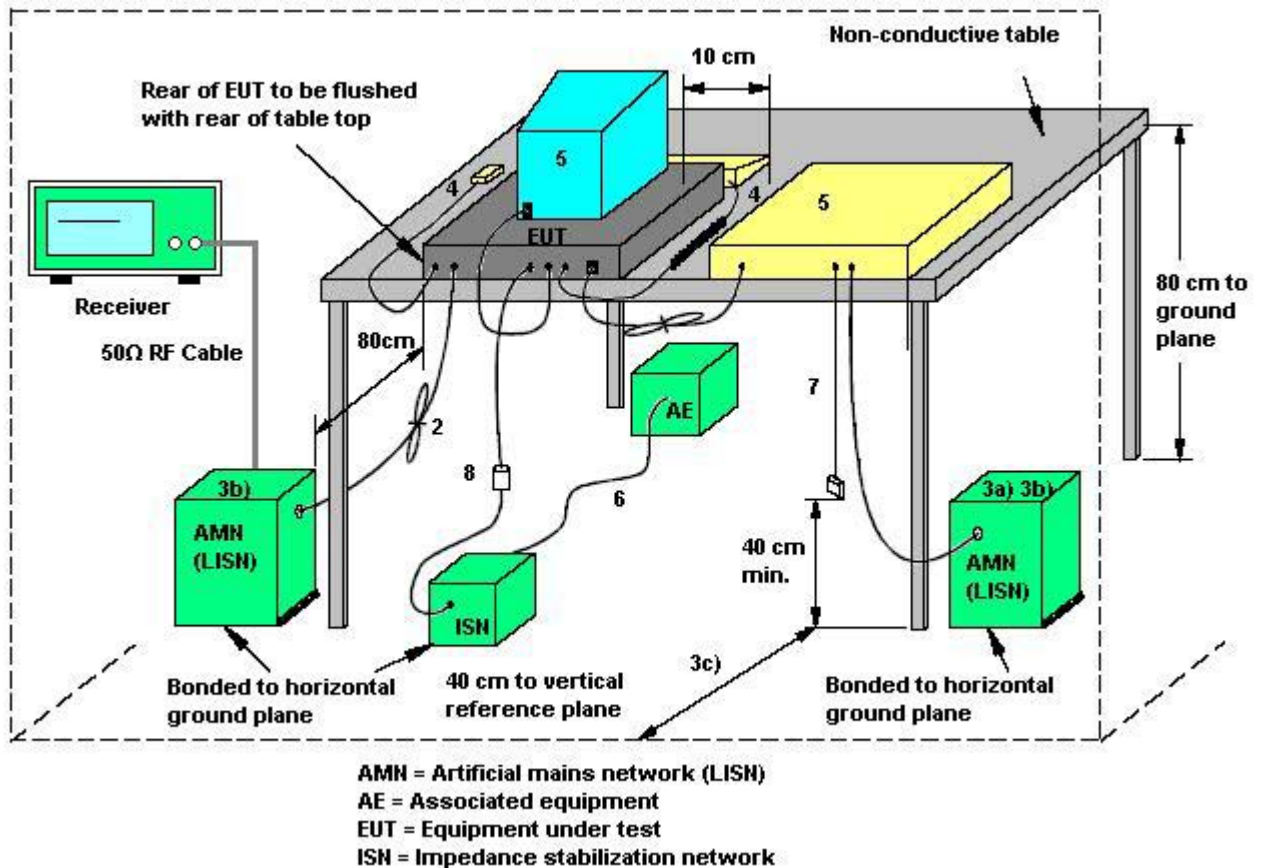 Non-conductive table
10 cm
Rear of EUT to be flushed
with rear of table top
5
4
4
5
EUT
Receiver
80 cm to
ground
plane
50Ω RF Cable
80cm
7
AE
2
8
6
3b)
AMN
(LISN)
3a) 3b)
AMN
(LISN)
40 cm
min.
ISN
3c)
Bonded to horizontal
ground plane
40 cm to vertical
reference plane
Bonded to horizontal
ground plane
AMN = Artificial mains network (LISN)
AE = Associated equipment
EUT = Equipment under test
ISN = Impedance stabilization network